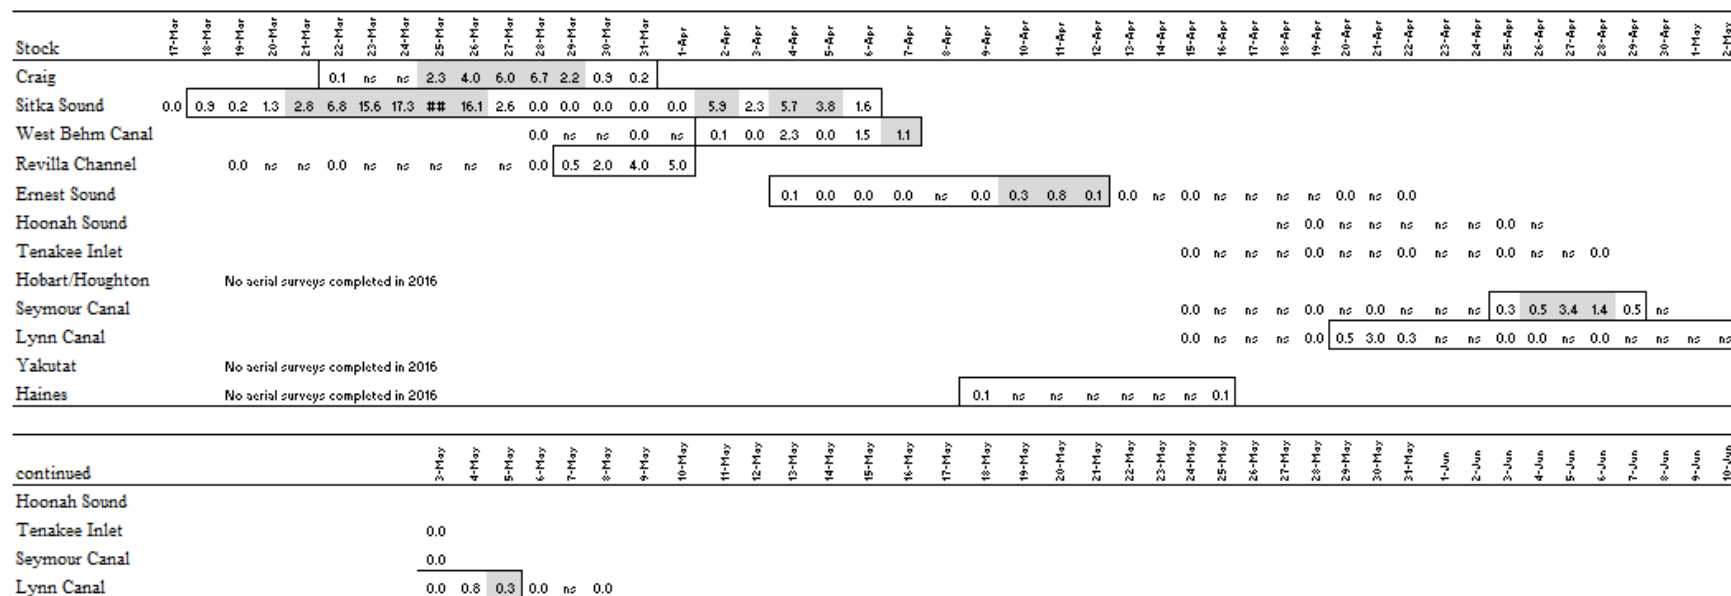 Stock 17-Mar 18-Mar 19-Mar 20-Mar 21-Mar 22-Mar 23-Mar 24-Mar 25-Mar 26-Mar 27-Mar 28-Mar 29-Mar 30-Mar 31-Mar 1-Apr 2-Apr 3-Apr 4-Apr 5-Apr 6-Apr 7-Apr 8-Apr 9-Apr 10-Apr 11-Apr 12-Apr 13-Apr 14-Apr 15-Apr 16-Apr 17-Apr 18-Apr 19-Apr 20-Apr 21-Apr 22-Apr 23-Apr 24-Apr 25-Apr 26-Apr 27-Apr 28-Apr 29-Apr 30-Apr 1-May 2-May
Craig 0.1 ns ns 2.3 4.0 6.0 6.7 2.2 0.9 0.2
Sitka Sound 0.0 0.9 0.2 1.3 2.8 6.8 15.6 17.3 ## 16.1 2.6 0.0 0.0 0.0 0.0 0.0 5.9 2.3 5.7 3.8 1.6
West Behm Canal 0.0 ns ns 0.0 ns 0.1 0.0 2.3 0.0 1.5 1.1
Revilla Channel 0.0 ns ns 0.0 ns ns ns ns ns 0.0 0.5 2.0 4.0 5.0
Ernest Sound 0.1 0.0 0.0 0.0 ns 0.0 0.3 0.8 0.1 0.0 ns 0.0 ns ns ns ns 0.0 ns 0.0
Hoonah Sound ns 0.0 ns ns ns ns ns 0.0 ns
Tenakee Inlet 0.0 ns ns ns 0.0 ns ns 0.0 ns ns 0.0 ns ns 0.0
Hobart/Houghton No aerial surveys completed in 2016
Seymour Canal 0.0 ns ns ns 0.0 ns 0.0 ns ns ns 0.3 0.5 3.4 1.4 0.5 ns
Lynn Canal 0.0 ns ns ns 0.0 0.5 3.0 0.3 ns ns 0.0 0.0 ns 0.0 ns ns ns ns
Yakutat No aerial surveys completed in 2016
Haines No aerial surveys completed in 2016 0.1 ns ns ns ns ns ns 0.1
continued 3-May 4-May 5-May 6-May 7-May 8-May 9-May 10-May 11-May 12-May 13-May 14-May 15-May 16-May 17-May 18-May 19-May 20-May 21-May 22-May 23-May 24-May 25-May 26-May 27-May 28-May 29-May 30-May 31-May 1-Jun 2-Jun 3-Jun 4-Jun 5-Jun 6-Jun 7-Jun 8-Jun 9-Jun 10-Jun
Hoonah Sound
Tenakee Inlet 0.0
Seymour Canal 0.0
Lynn Canal 0.0 0.8 0.3 0.0 ns 0.0